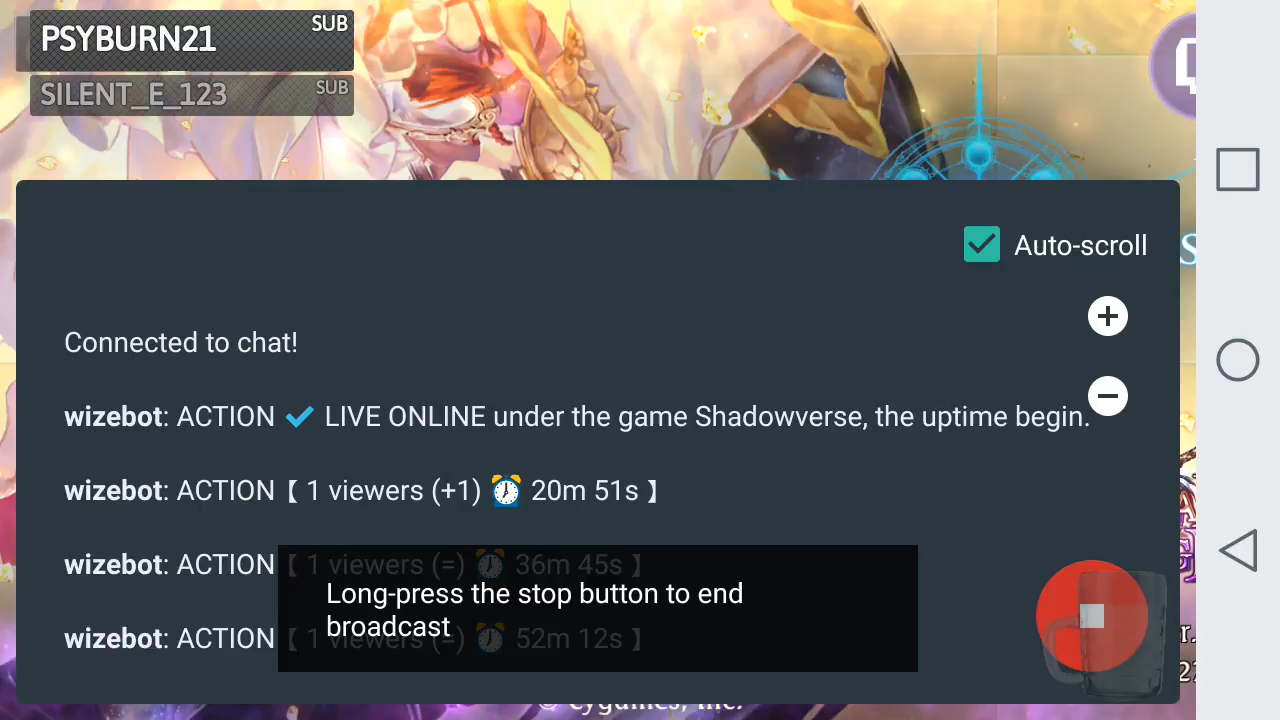 PSYBURN21 SUB
SILENT_E_123 SUB
Auto-scroll
Connected to chat!
wizebot: ACTION ✔ LIVE ONLINE under the game Shadowverse, the uptime begin.
wizebot: ACTION【 1 viewers (+1) ⏰ 20m 51s 】
wizebot: ACTION【 1 viewers (=) ⏰ 36m 45s 】
Long-press the stop button to end
broadcast
wizebot: ACTION【 1 viewers (=) ⏰ 52m 12s 】
© Cygames, Inc.